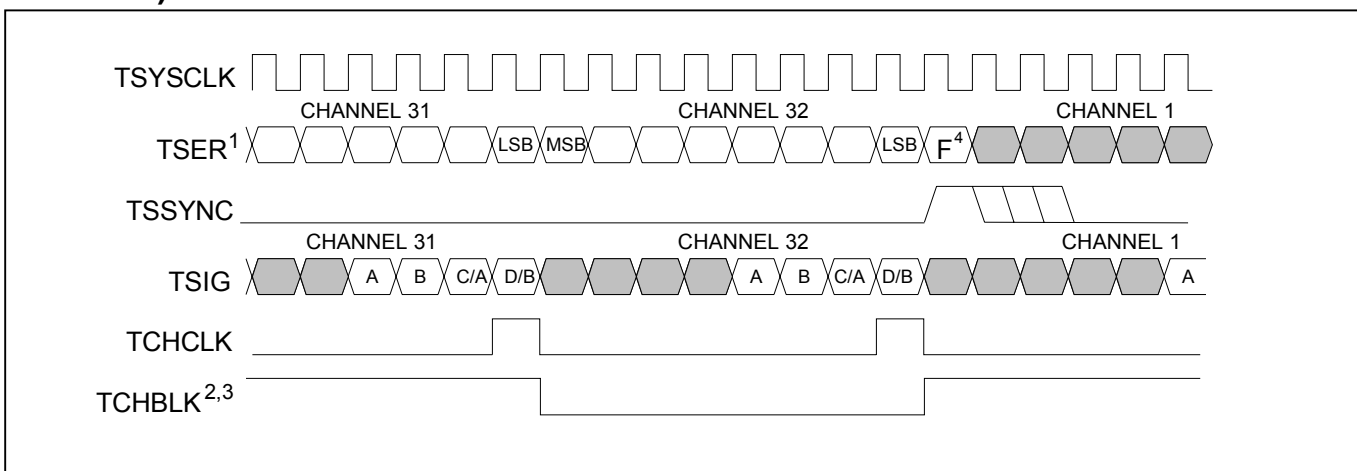 TSYSCLK
CHANNEL 31 CHANNEL 32 CHANNEL 1
TSER1 LSB MSB LSB F4
TSSYNC
CHANNEL 31 CHANNEL 32 CHANNEL 1
TSIG A B C/A D/B A B C/A D/B A
TCHCLK
TCHBLK2,3